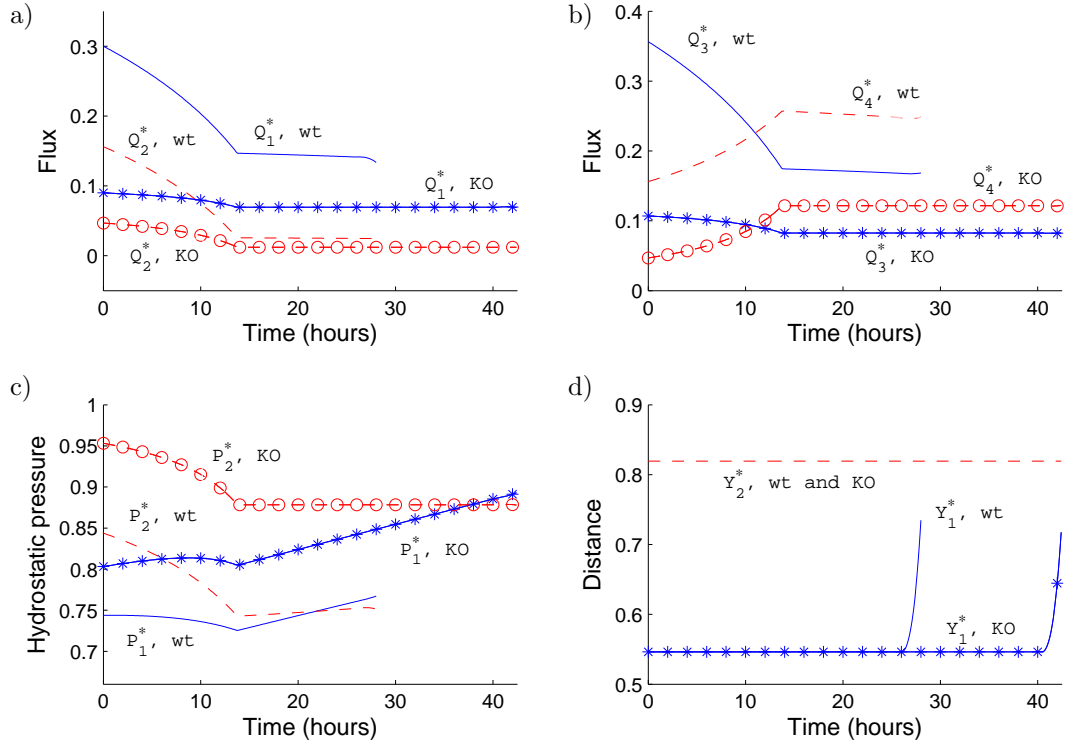 a)
0.3
0.2
0.1
0
Flux
Q*1, wt
Q*2, wt
Q*1, KO
Q*2, KO
0 10 20 30 40
Time (hours)
b)
0.4
0.3
0.2
0.1
0
Flux
Q*3, wt
Q*4, wt
Q*4, KO
Q*3, KO
0 10 20 30 40
Time (hours)
c)
1
0.95
0.9
0.85
0.8
0.75
0.7
Hydrostatic pressure
P*2, KO
P*2, wt
P*1, KO
P*1, wt
0 10 20 30 40
Time (hours)
d)
0.9
0.8
0.7
0.6
0.5
Distance
Y*2, wt and KO
Y*1, wt
Y*1, KO
0 10 20 30 40
Time (hours)